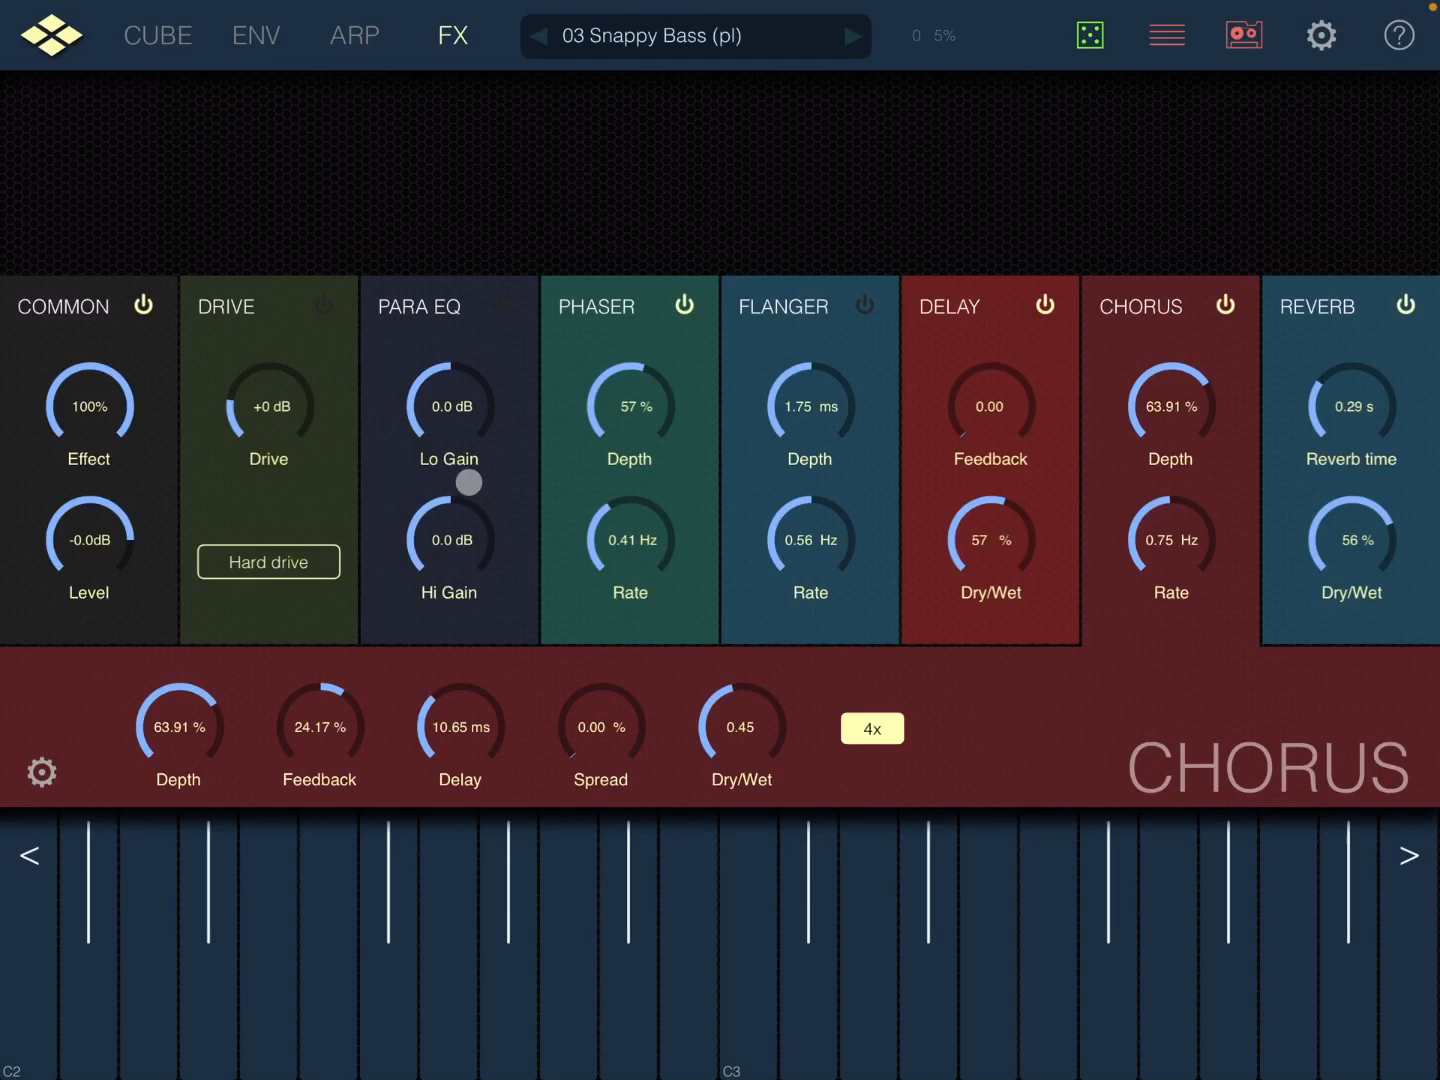 CUBE ENV ARP FX 03 Snappy Bass (pl) 0 5% ?
COMMON DRIVE PARA EQ PHASER FLANGER DELAY CHORUS REVERB
100% +0 dB 0.0 dB 57 % 1.75 ms 0.00 63.91 % 0.29 s
Effect Drive Lo Gain Depth Depth Feedback Depth Reverb time
-0.0dB 0.0 dB 0.41 Hz 0.56 Hz 57 % 0.75 Hz 56 %
Hard drive
Level Hi Gain Rate Rate Dry/Wet Rate Dry/Wet
63.91 % 24.17 % 10.65 ms 0.00 % 0.45 4x
Depth Feedback Delay Spread Dry/Wet CHORUS
< >
C2 C3